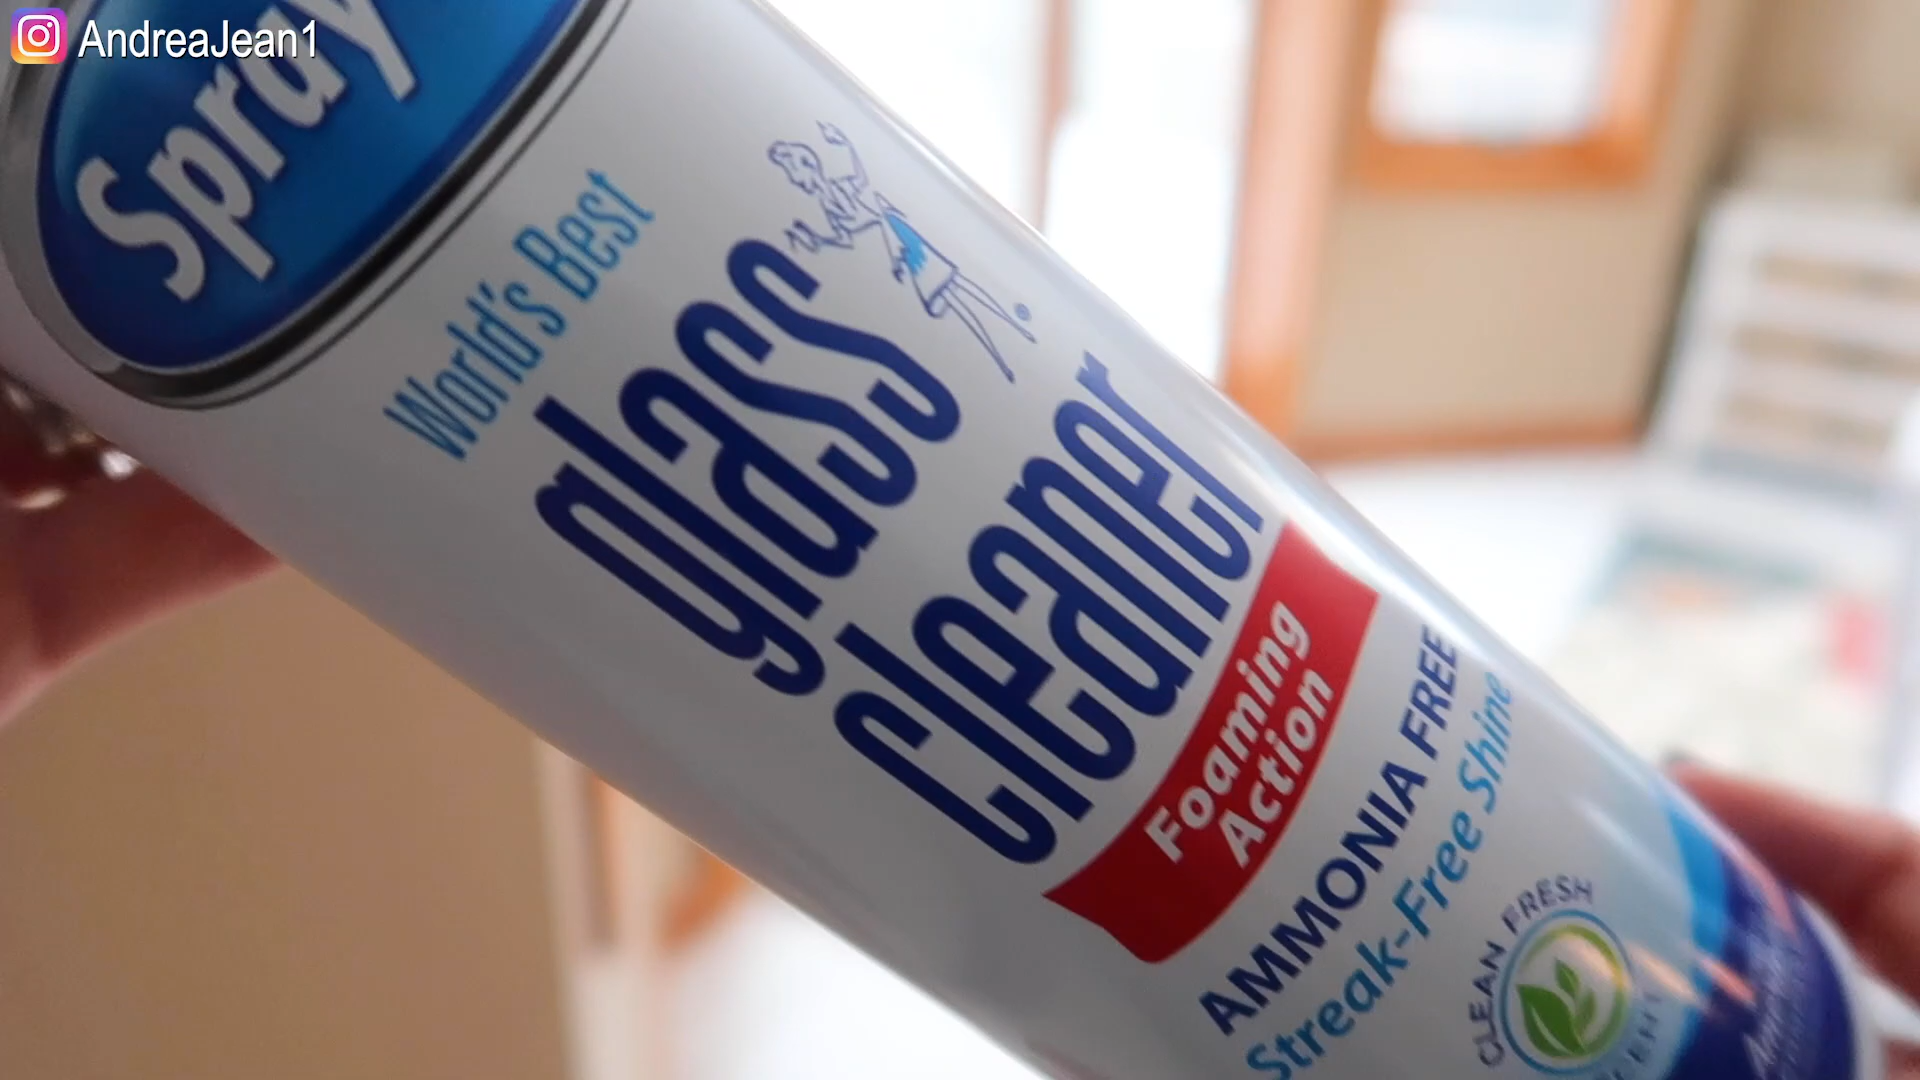 AndreaJean1
Spray
World's Best
glass
cleaner
Foaming
Action
AMMONIA FREE
Streak-Free Shine
CLEAN FRESH